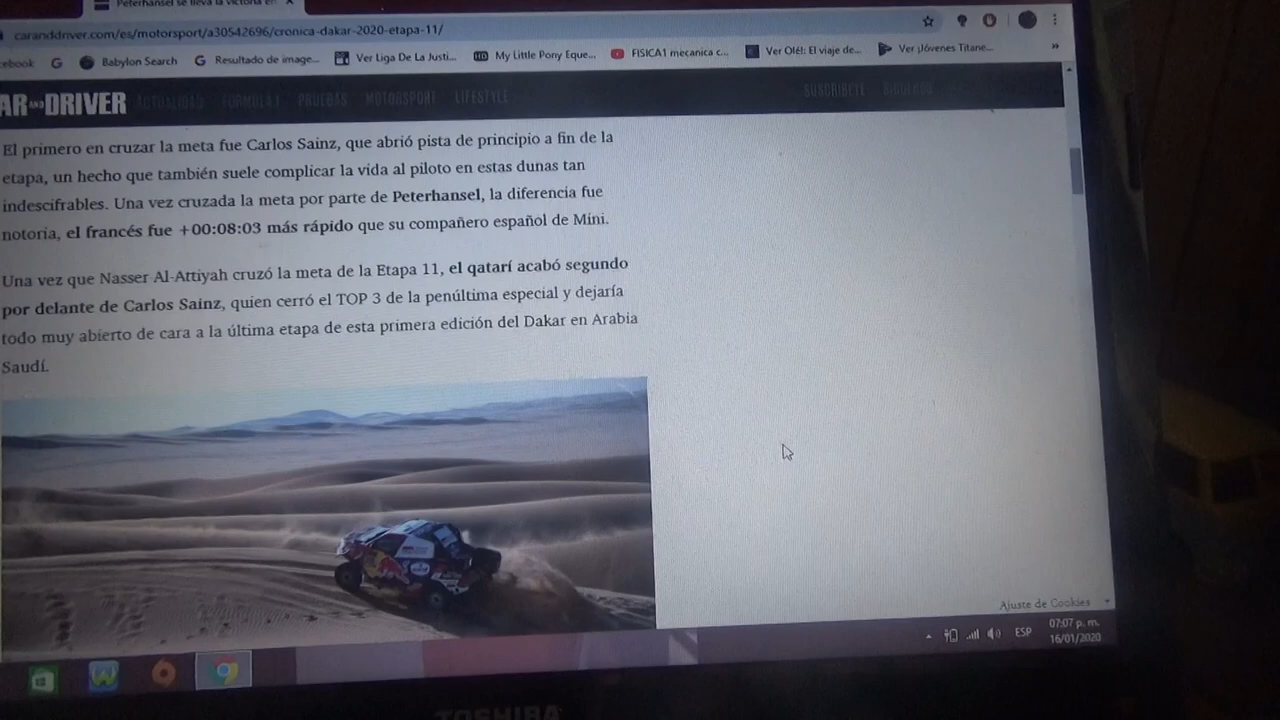 Peterhansel se lleva la victoria en
caranddriver.com/es/motorsport/a30542696/cronica-dakar-2020-etapa-11/
cebook
Babylon Search
Resultado de image...
Ver Liga De La Justi...
My Little Pony Eque...
FISICA1 mecanica c...
Ver Olé!: El viaje de...
Ver ¡Jóvenes Titane...
»
AR AND DRIVER ACTUALIDAD FORMULA 1 PRUEBAS MOTORSPORT LIFESTYLE SUSCRÍBETE
El primero en cruzar la meta fue Carlos Sainz, que abrió pista de principio a fin de la
etapa, un hecho que también suele complicar la vida al piloto en estas dunas tan
indescifrables. Una vez cruzada la meta por parte de Peterhansel, la diferencia fue
notoria, el francés fue +00:08:03 más rápido que su compañero español de Mini.
Una vez que Nasser Al-Attiyah cruzó la meta de la Etapa 11, el qatarí acabó segundo
por delante de Carlos Sainz, quien cerró el TOP 3 de la penúltima especial y dejaría
todo muy abierto de cara a la última etapa de esta primera edición del Dakar en Arabia
Saudí.
Ajuste de Cookies
ESP
07:07 p. m.
16/01/2020
TOSHIBA